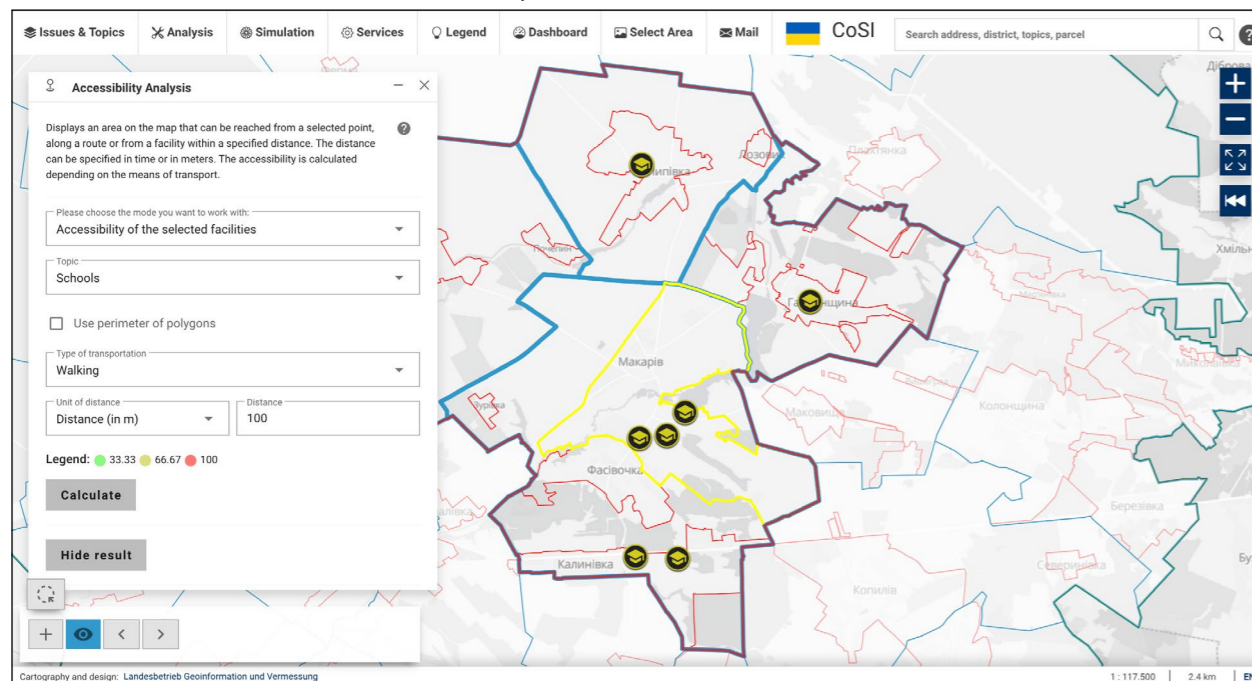 Issues & Topics
Analysis
Simulation
Services
Legend
Dashboard
Select Area
Mail
CoSI
Search address, district, topics, parcel
Accessibility Analysis
Displays an area on the map that can be reached from a selected point,
along a route or from a facility within a specified distance. The distance
can be specified in time or in meters. The accessibility is calculated
depending on the means of transport.
Please choose the mode you want to work with:
Accessibility of the selected facilities
Topic
Schools
Use perimeter of polygons
Type of transportation
Walking
Unit of distance
Distance (in m)
Distance
100
Legend: 33.33 66.67 100
Calculate
Hide result
Діброва
Плахтянка
Макарів
Маковище
Колонщина
Фасівочка
Березівка
Калинівка
Северинівка
Копилів
Cartography and design: Landesbetrieb Geoinformation und Vermessung
1 : 117.500
2.4 km